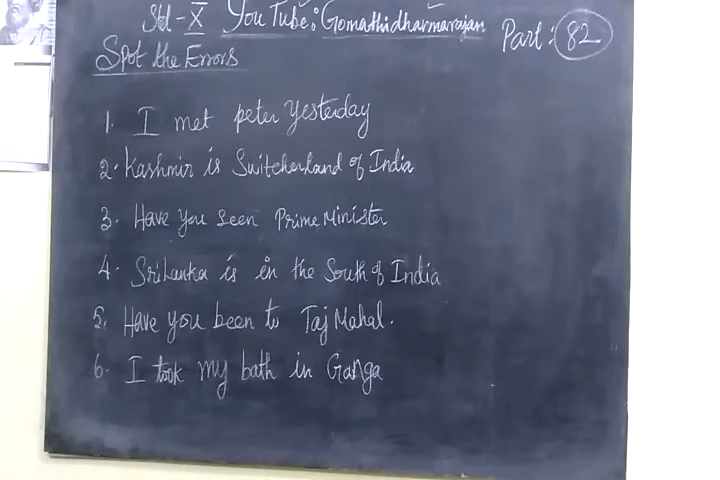 Std - X YouTube: Gomathidharmarajan Part: 82
Spot the Errors
1. I met peter Yesterday
2. Kashmir is Switcherland of India
3. Have you seen Prime Minister
4. SriLanka is in the South of India
5. Have you been to Taj Mahal.
6. I took my bath in Ganga